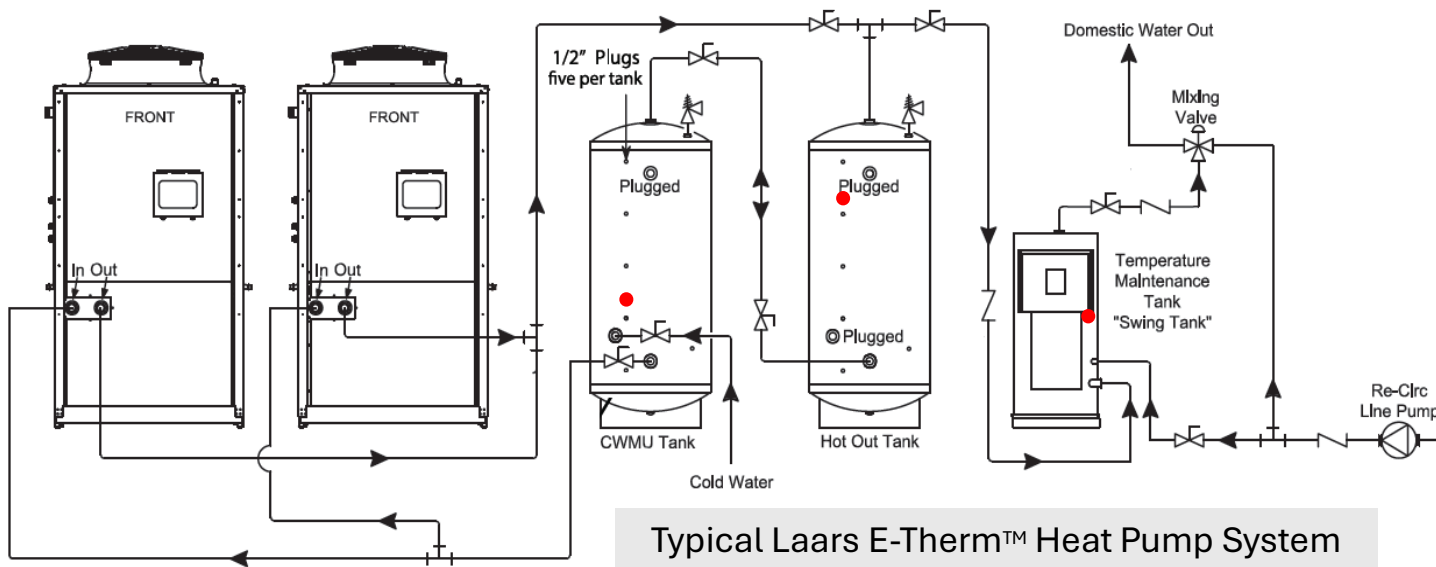 FRONT
In Out
FRONT
In Out
1/2" Plugs
five per tank
Plugged
CWMU Tank
Cold Water
Plugged
Plugged
Hot Out Tank
Domestic Water Out
Mixing
Valve
Temperature
Maintenance
Tank
"Swing Tank"
Re-Circ
Line Pump
Typical Laars E-Therm™ Heat Pump System